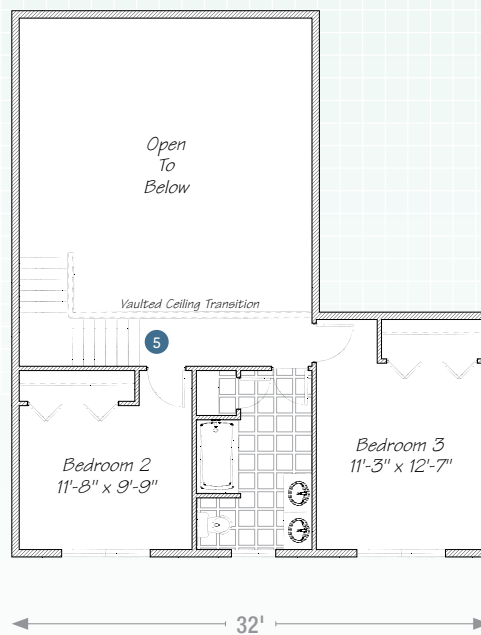 Open
To
Below
Vaulted Ceiling Transition
5
Bedroom 2
11'-8" x 9'-9"
Bedroom 3
11'-3" x 12'-7"
32'